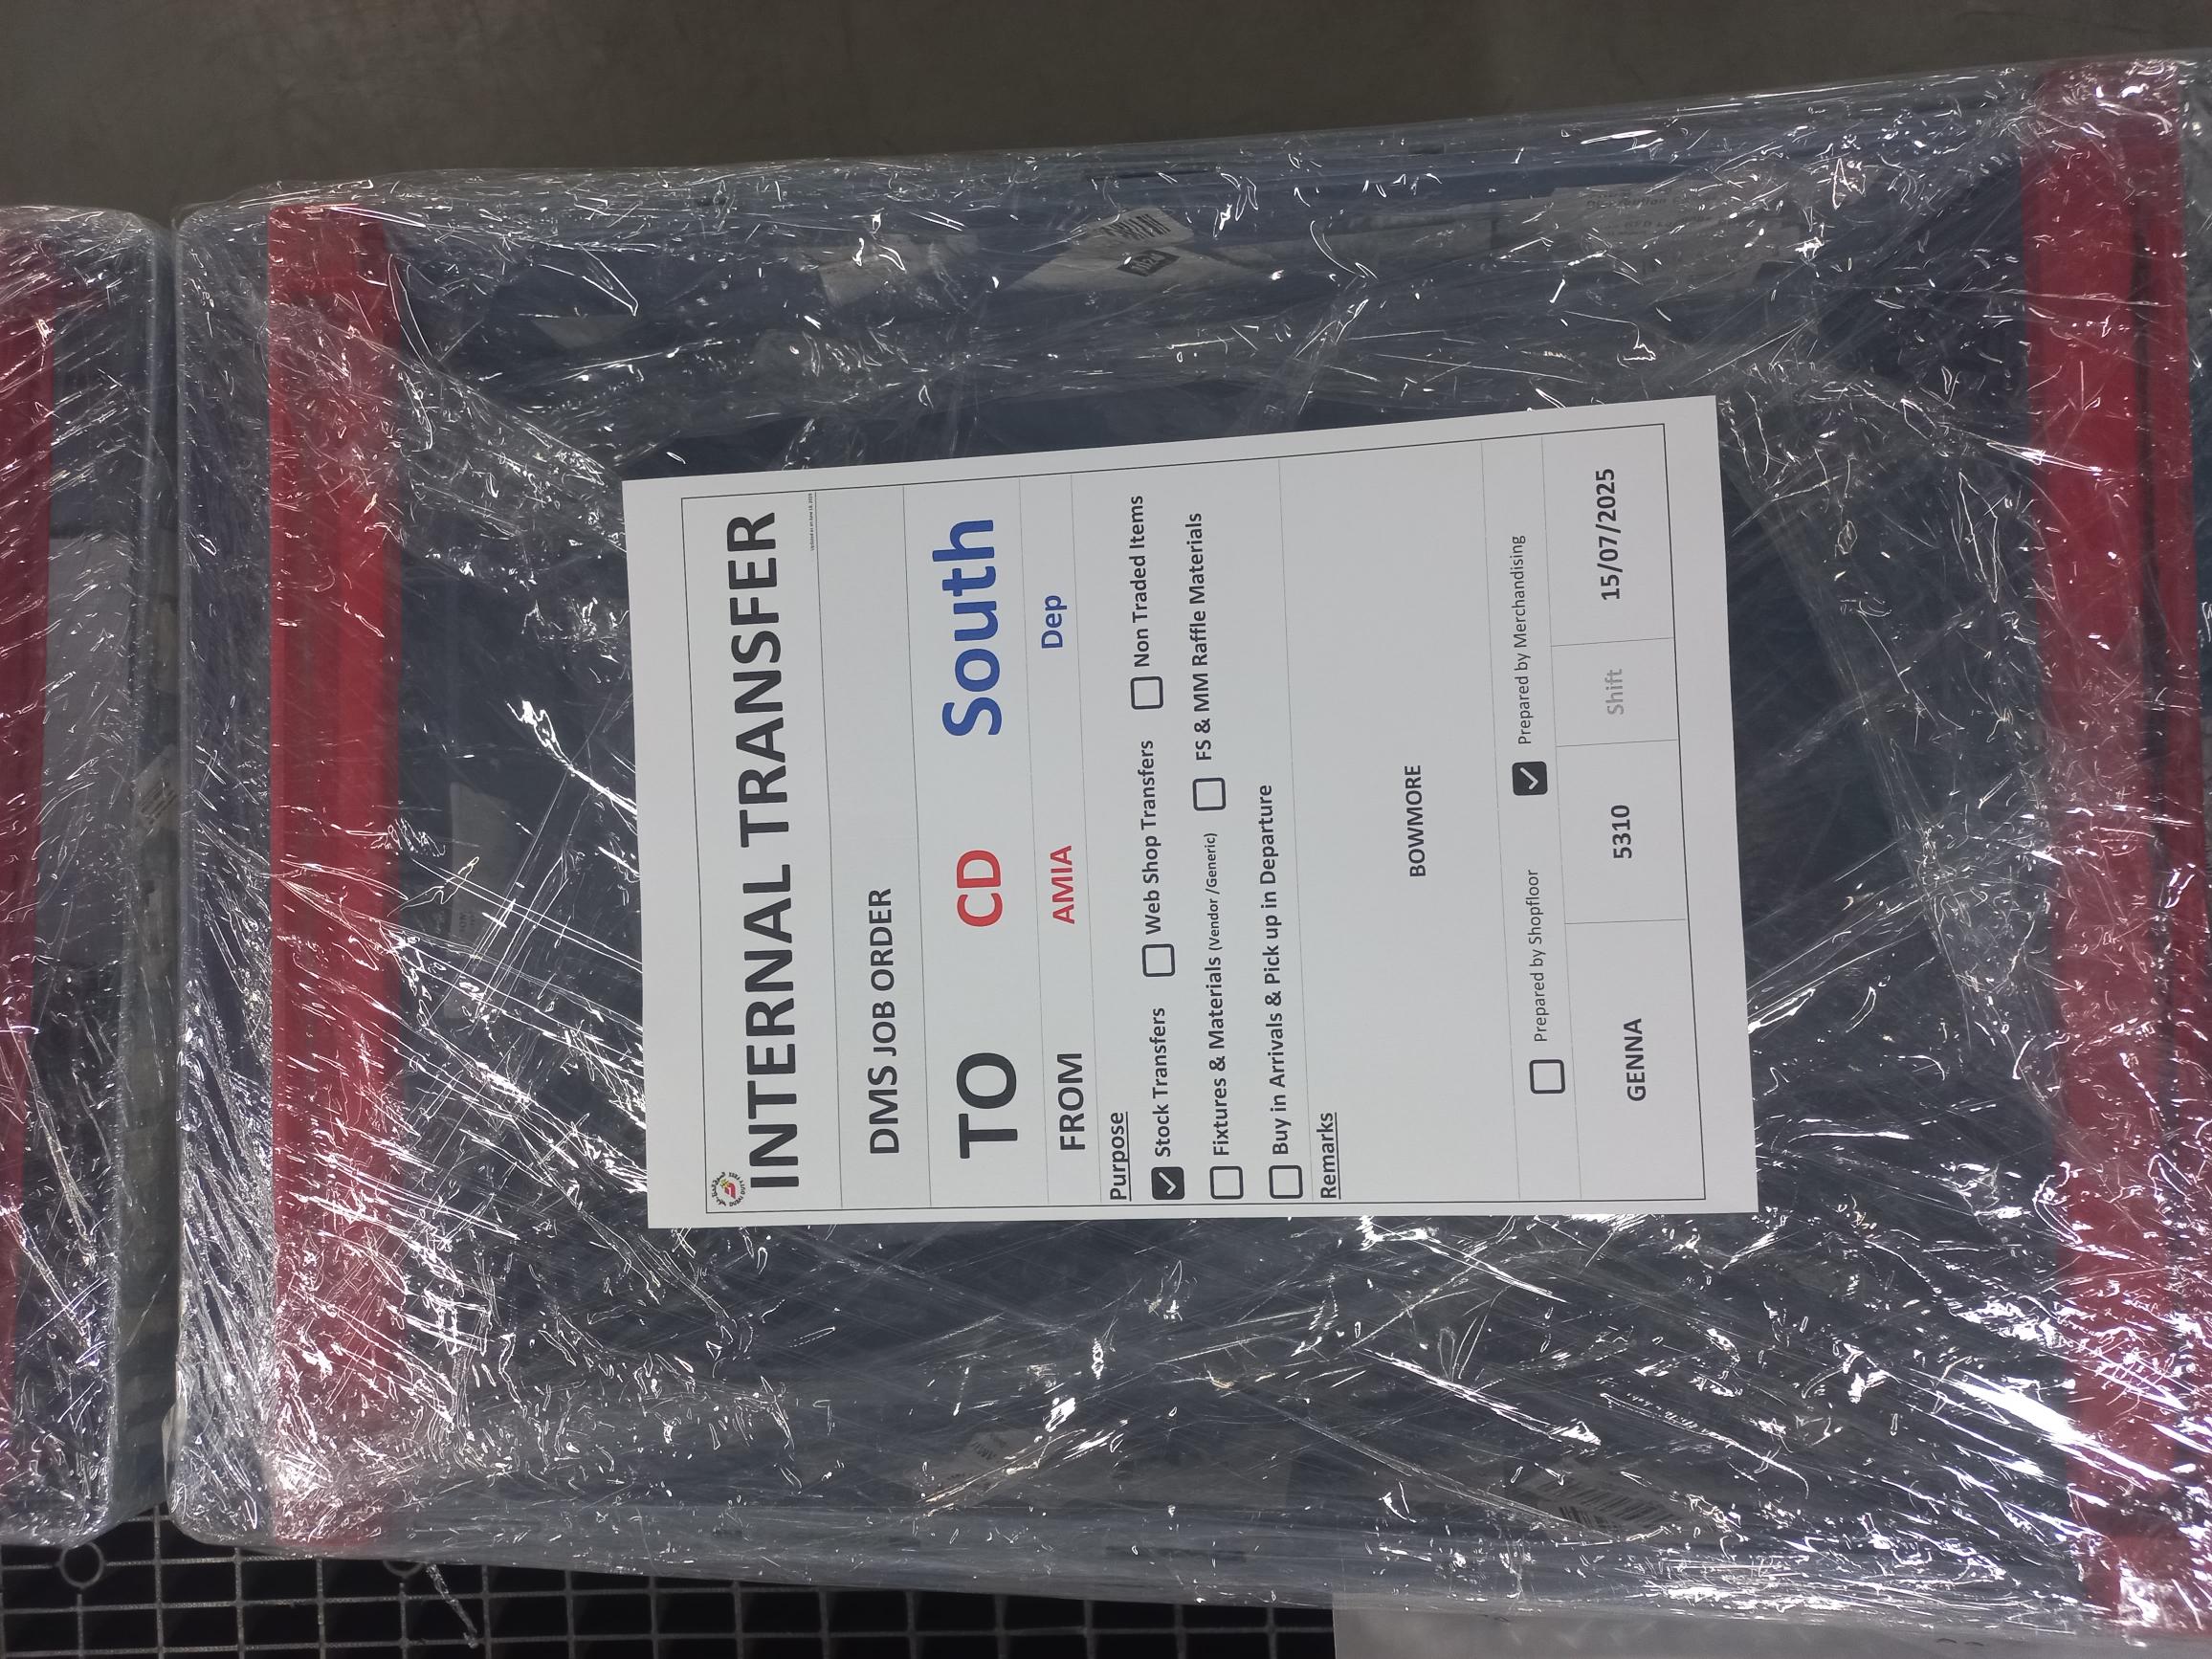 INTERNAL TRANSFER
DMS JOB ORDER
TO CD South
FROM AMIA Dep
Purpose
Stock Transfers Web Shop Transfers Non Traded Items
Fixtures & Materials (Vendor /Generic) FS & MM Raffle Materials
Buy in Arrivals & Pick up in Departure
Remarks
BOWMORE
Prepared by Shopfloor Prepared by Merchandising
GENNA 5310 Shift 15/07/2025